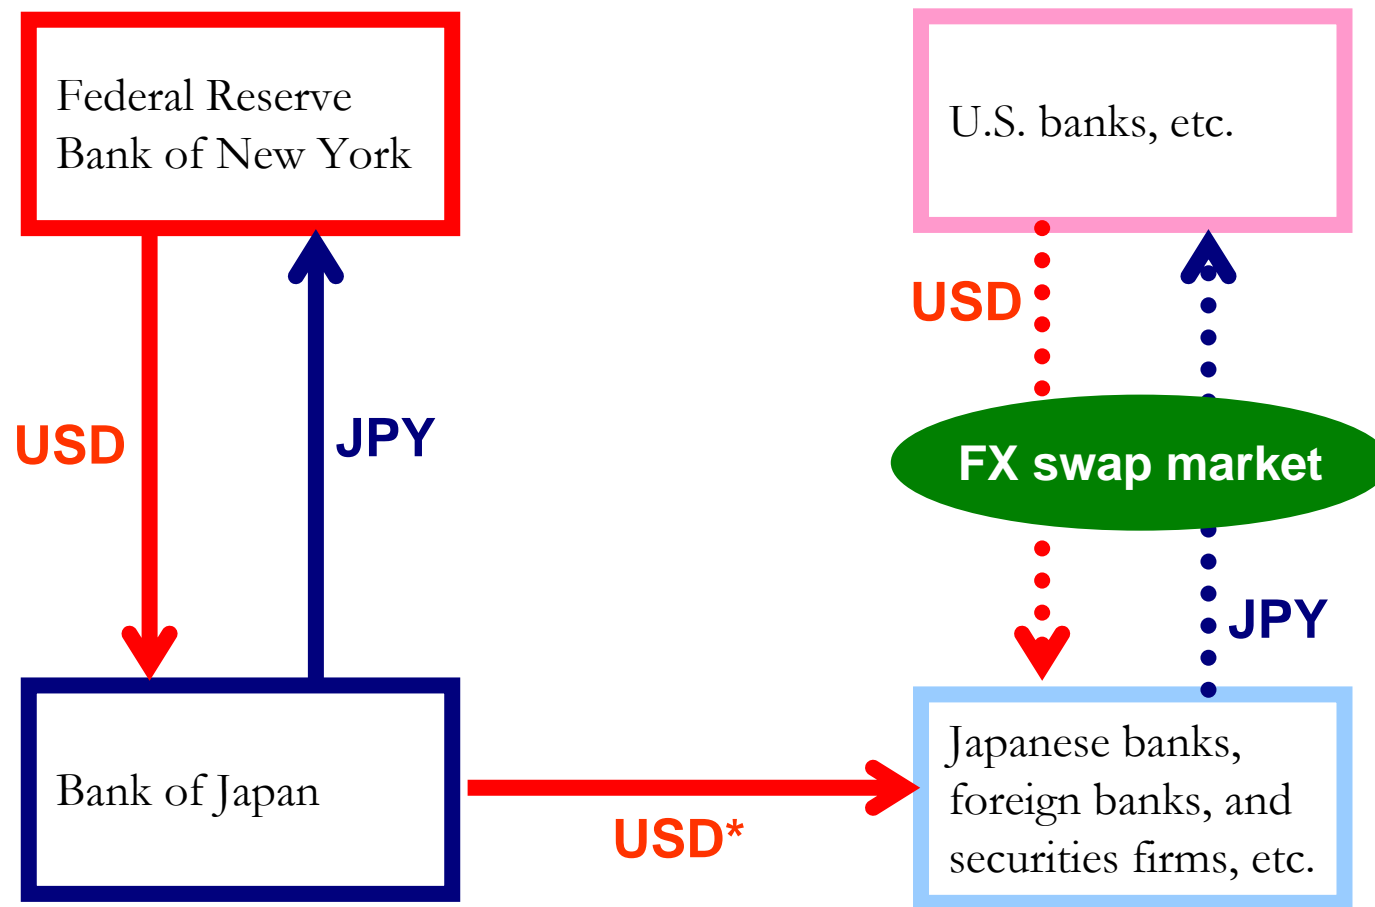 Federal Reserve
Bank of New York
U.S. banks, etc.
USD
JPY
USD
FX swap market
JPY
Bank of Japan
USD*
Japanese banks,
foreign banks, and
securities firms, etc.